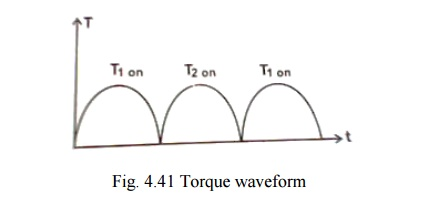 T
T1 on T2 on T1 on
t
Fig. 4.41 Torque waveform